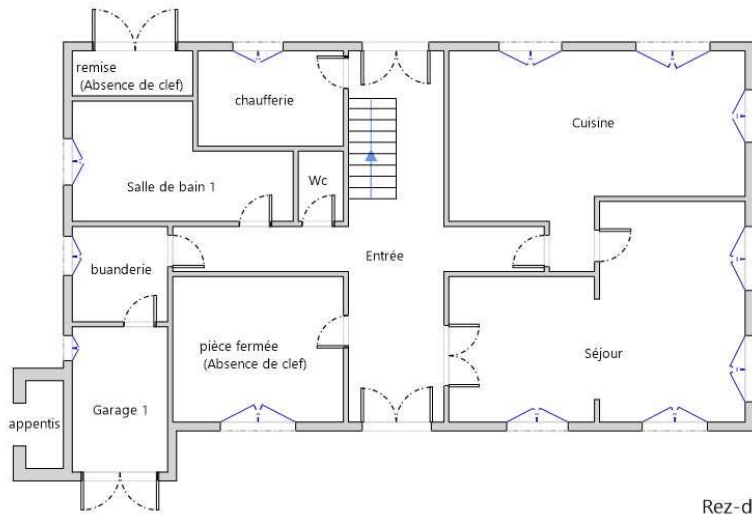 remise
(Absence de clef)
chaufferie
Cuisine
Salle de bain 1
Wc
Entrée
buanderie
pièce fermée
(Absence de clef)
Séjour
Garage 1
appentis
Rez-d